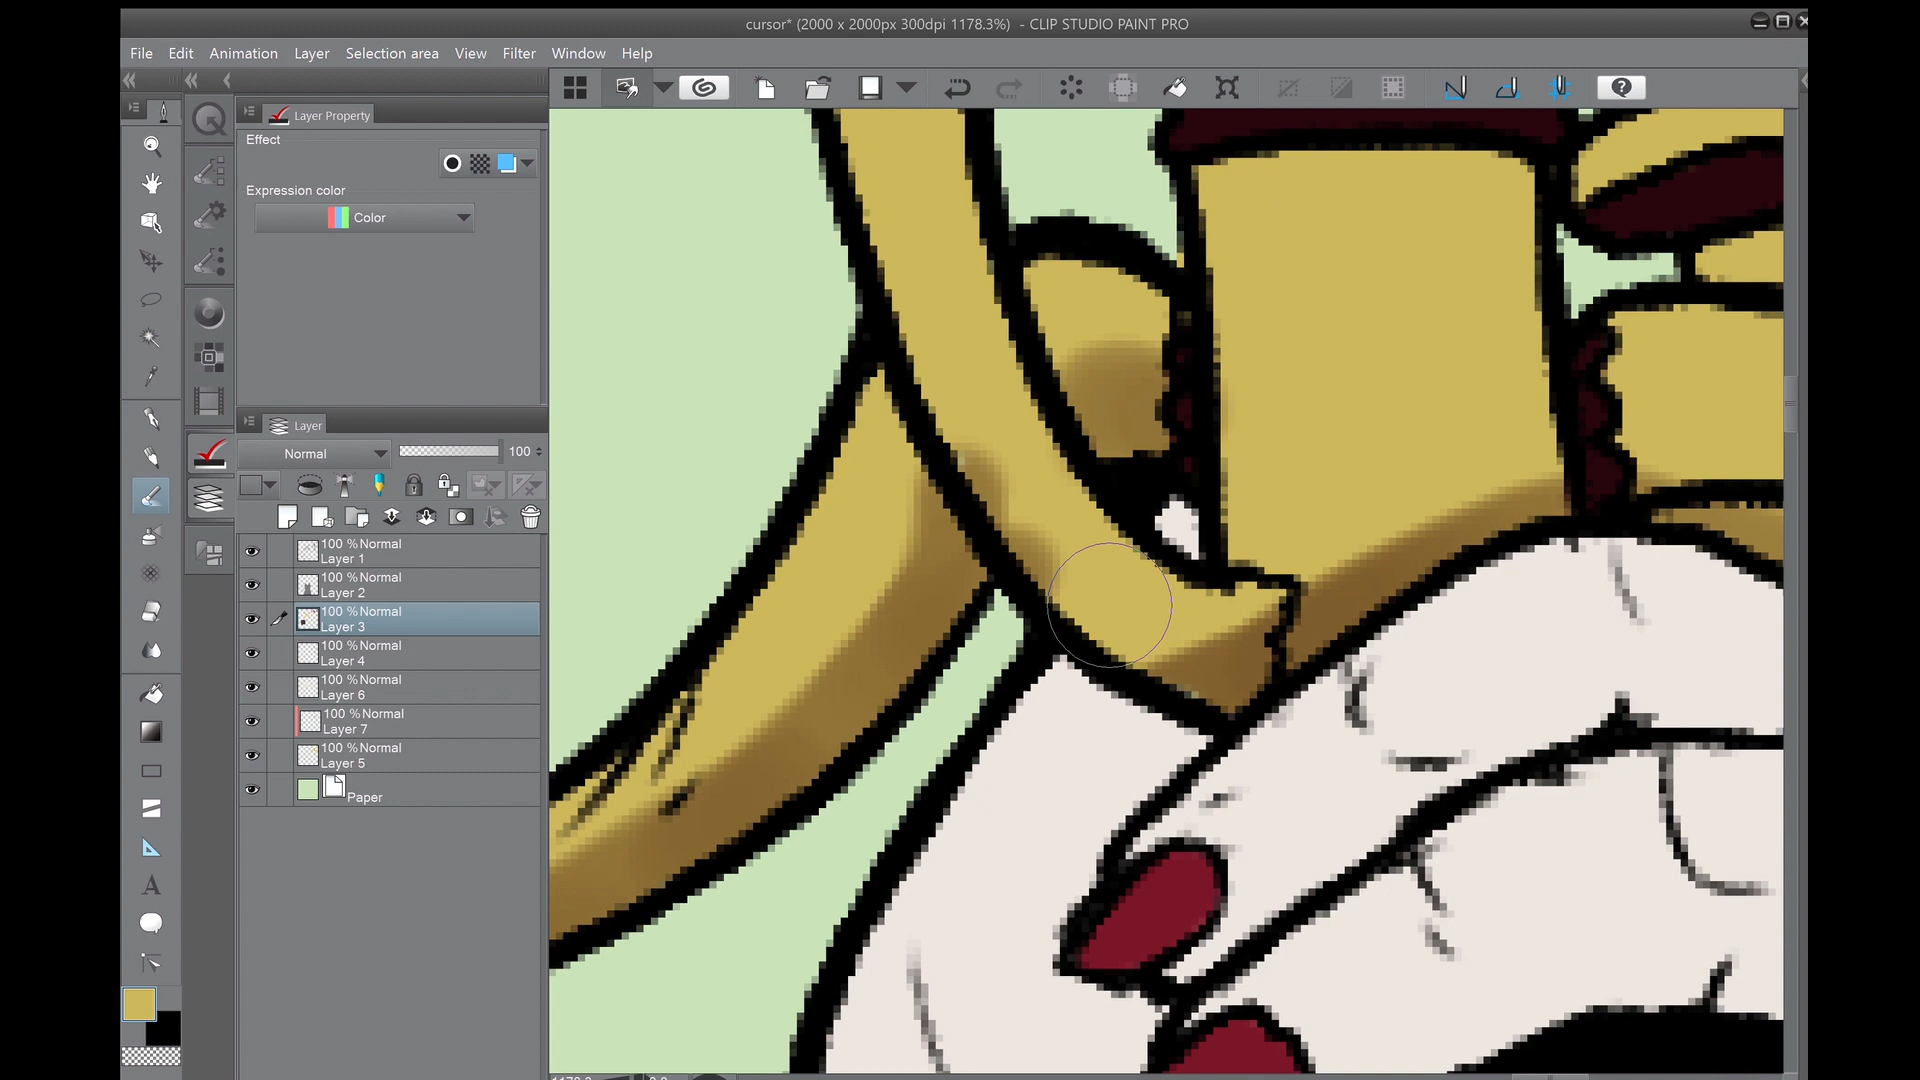 cursor* (2000 x 2000px 300dpi 1178.3%) - CLIP STUDIO PAINT PRO
File Edit Animation Layer Selection area View Filter Window Help
Layer Property
Effect
Expression color
Color
Layer
Normal 100
100 %Normal
Layer 1
100 %Normal
Layer 2
100 %Normal
Layer 3
100 %Normal
Layer 4
100 %Normal
Layer 6
100 %Normal
Layer 7
100 %Normal
Layer 5
Paper